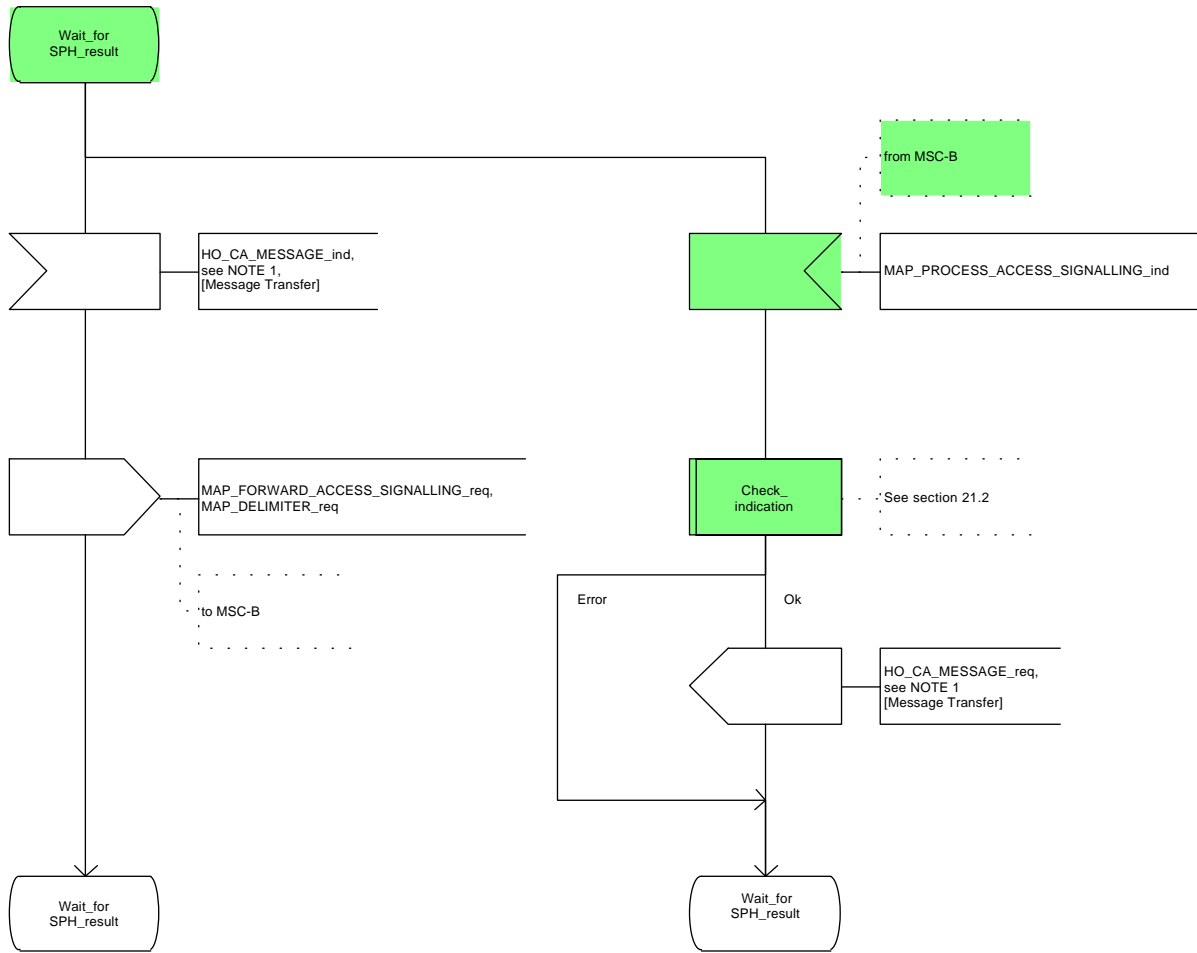 Wait_for
SPH_result
from MSC-B
HO_CA_MESSAGE_ind,
see NOTE 1,
[Message Transfer]
MAP_PROCESS_ACCESS_SIGNALLING_ind
MAP_FORWARD_ACCESS_SIGNALLING_req,
MAP_DELIMITER_req
Check_
indication
See section 21.2
to MSC-B
Error
Ok
HO_CA_MESSAGE_req,
see NOTE 1
[Message Transfer]
Wait_for
SPH_result
Wait_for
SPH_result